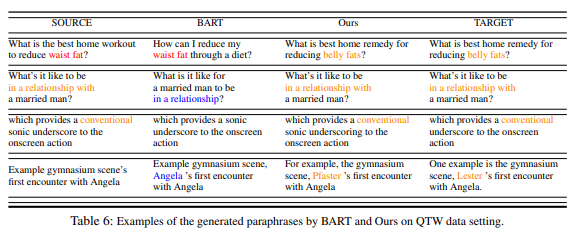 SOURCE BART Ours TARGET
What is the best home workout
to reduce waist fat?
How can I reduce my
waist fat through a diet?
What is best home remedy for
reducing belly fats?
What is best home remedy for
reducing belly fats?
What's it like to be
in a relationship with
a married man?
What is it like for
a married man to be
in a relationship?
What's it like to be
in a relationship with
a married man?
What's it like to be
in a relationship with
a married man?
which provides a conventional
sonic underscore to the
onscreen action
which provides a sonic
underscore to the onscreen
action
which provides a conventional
sonic underscoring to the
onscreen action
which provides a conventional
sonic underscore to the
onscreen action
Example gymnasium scene's
first encounter with Angela
Example gymnasium scene,
Angela 's first encounter
with Angela
For example, the gymnasium
scene, Pfaster 's first encounter
with Angela
One example is the gymnasium
scene, Lester 's first encounter
with Angela.
Table 6: Examples of the generated paraphrases by BART and Ours on QTW data setting.